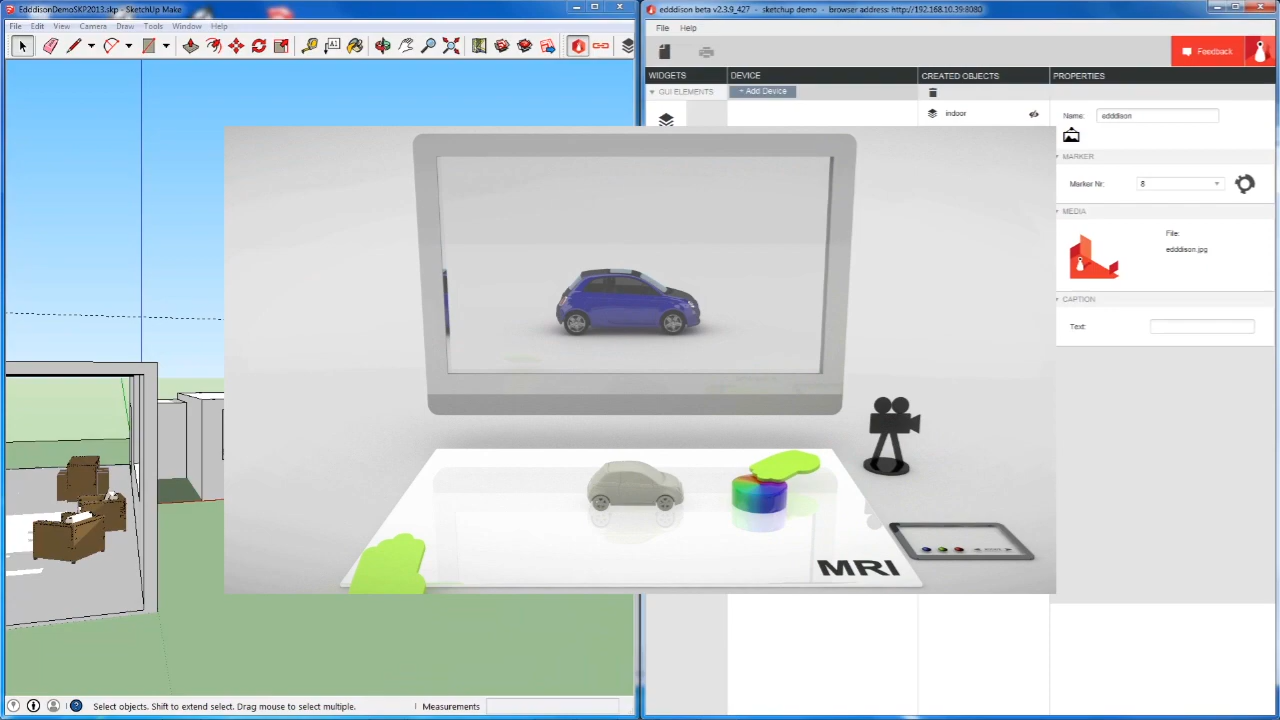 EdddisonDemoSKP2013.skp - SketchUp Make
File Edit View Camera Draw Tools Window Help
Select objects. Shift to extend select. Drag mouse to select multiple.
Measurements
edddison beta v2.3.9_427 - sketchup demo - browser address: http://192.168.10.39:8080
File Help
Feedback
WIDGETS
DEVICE
CREATED OBJECTS
PROPERTIES
GUI ELEMENTS
+ Add Device
indoor
Name: edddison
MARKER
Marker Nr: 8
MEDIA
File:
edddison.jpg
CAPTION
Text:
MRI